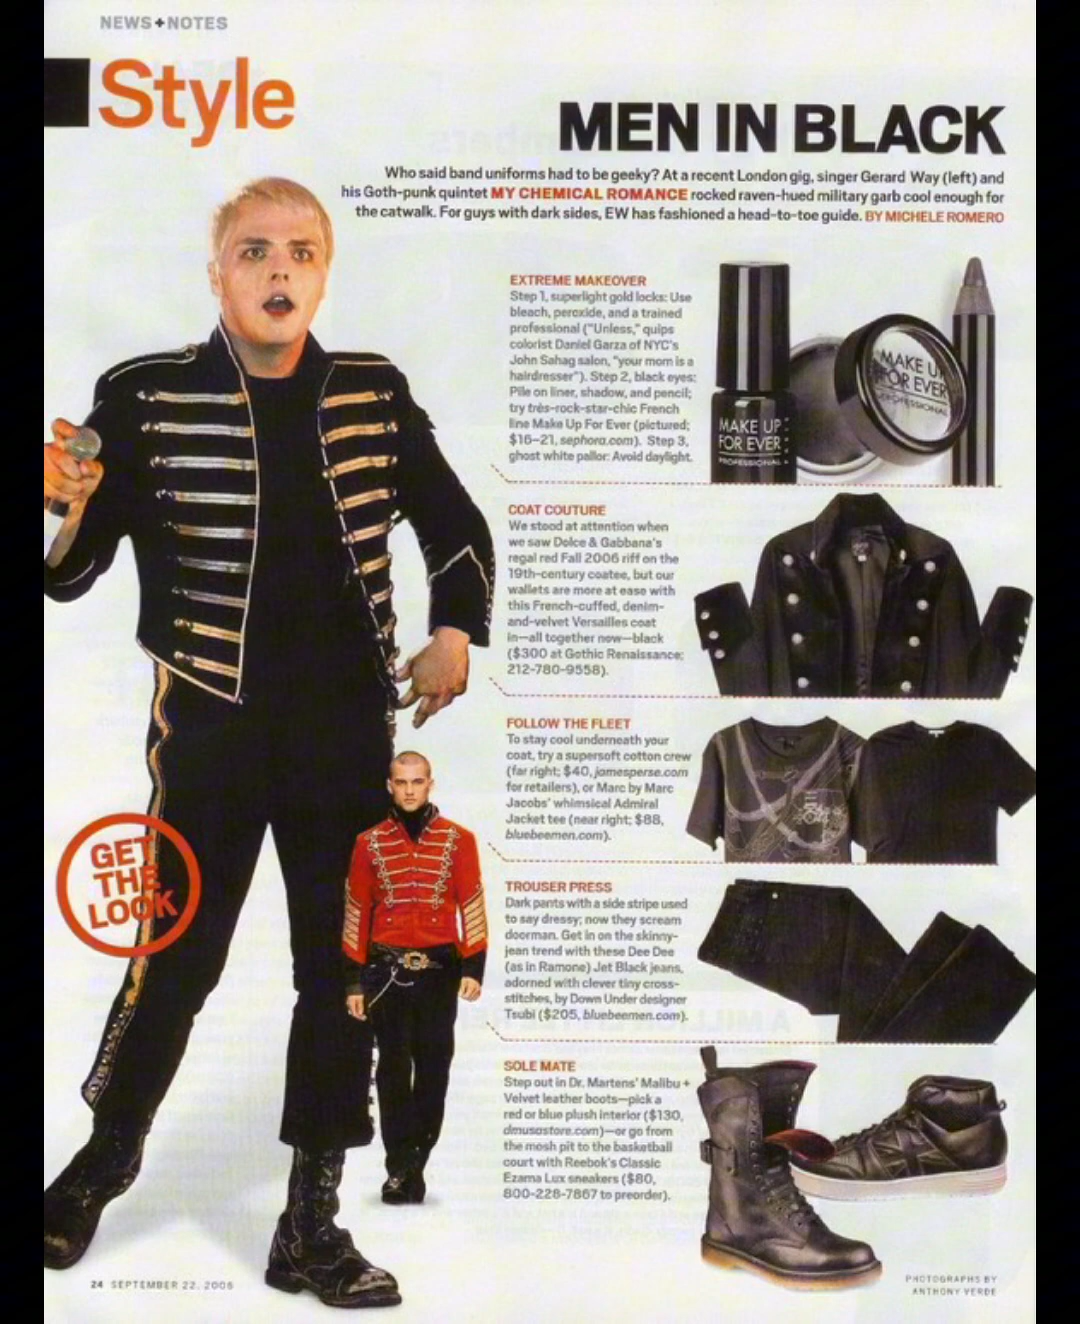 NEWS+NOTES
Style
MEN IN BLACK
Who said band uniforms had to be geeky? At a recent London gig, singer Gerard Way (left) and
his Goth-punk quintet MY CHEMICAL ROMANCE rocked raven-hued military garb cool enough for
the catwalk. For guys with dark sides, EW has fashioned a head-to-toe guide. BY MICHELE ROMERO
EXTREME MAKEOVER
Step 1, superlight gold locks: Use
bleach, peroxide, and a trained
professional ("Unless," quips
colorist Daniel Garza of NYC's
John Sahag salon, "your mom is a
hairdresser"). Step 2, black eyes:
Pile on liner, shadow, and pencil;
try très-rock-star-chic French
line Make Up For Ever (pictured;
$16–21, sephora.com). Step 3,
ghost white pallor: Avoid daylight.
MAKE UP
FOR EVER
PROFESSIONAL
MAKE UP
FOR EVER
PROFESSIONAL
COAT COUTURE
We stood at attention when
we saw Dolce & Gabbana's
regal red Fall 2006 riff on the
19th-century coatee, but our
wallets are more at ease with
this French-cuffed, denim-
and-velvet Versailles coat
in—all together now—black
($300 at Gothic Renaissance;
212-780-9558).
FOLLOW THE FLEET
To stay cool underneath your
coat, try a supersoft cotton crew
(far right; $40, jamesperse.com
for retailers), or Marc by Marc
Jacobs' whimsical Admiral
Jacket tee (near right; $88,
bluebeemen.com).
GET
THE
LOOK
TROUSER PRESS
Dark pants with a side stripe used
to say dressy; now they scream
doorman. Get in on the skinny-
jean trend with these Dee Dee
(as in Ramone) Jet Black jeans,
adorned with clever tiny cross-
stitches, by Down Under designer
Tsubi ($205, bluebeemen.com).
SOLE MATE
Step out in Dr. Martens' Malibu +
Velvet leather boots—pick a
red or blue plush interior ($130,
dmusastore.com)—or go from
the mosh pit to the basketball
court with Reebok's Classic
Ezama Lux sneakers ($80,
800-228-7867 to preorder).
24 SEPTEMBER 22, 2006
PHOTOGRAPHS BY
ANTHONY VERDE